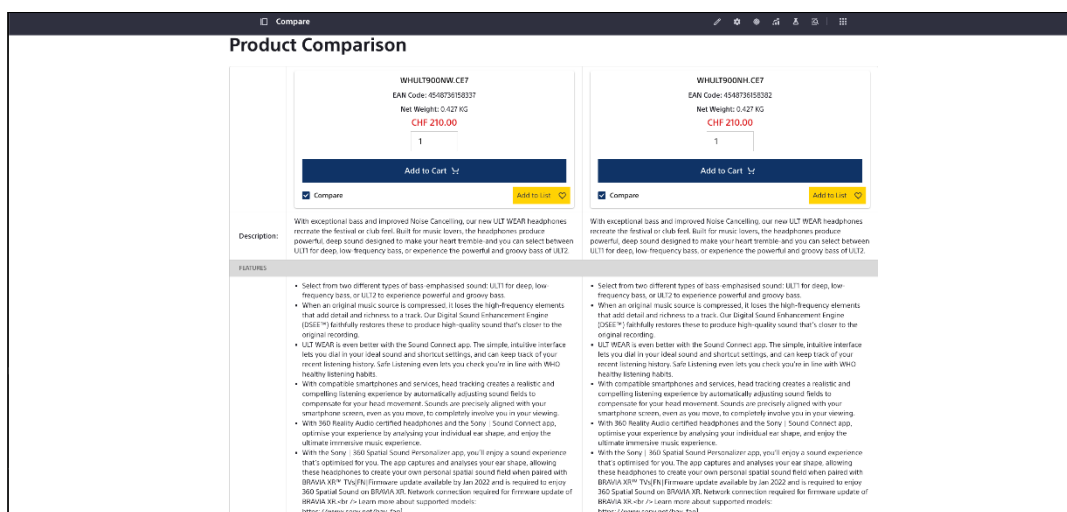 Compare
Product Comparison
WHULT900NW.CE7
EAN Code: 4548736158337
Net Weight: 0.427 KG
CHF 210.00
1
Add to Cart
Compare
Add to List
WHULT900NH.CE7
EAN Code: 4548736158382
Net Weight: 0.427 KG
CHF 210.00
1
Add to Cart
Compare
Add to List
Description:
With exceptional bass and improved Noise Cancelling, our new ULT WEAR headphones
recreate the festival or club feel. Built for music lovers, the headphones produce
powerful, deep sound designed to make your heart tremble-and you can select between
ULT1 for deep, low-frequency bass, or experience the powerful and groovy bass of ULT2.
With exceptional bass and improved Noise Cancelling, our new ULT WEAR headphones
recreate the festival or club feel. Built for music lovers, the headphones produce
powerful, deep sound designed to make your heart tremble-and you can select between
ULT1 for deep, low-frequency bass, or experience the powerful and groovy bass of ULT2.
FEATURES
• Select from two different types of bass-emphasised sound: ULT1 for deep, low-
frequency bass, or ULT2 to experience powerful and groovy bass.
• When an original music source is compressed, it loses the high-frequency elements
that add detail and richness to a track. Our Digital Sound Enhancement Engine
(DSEE™) faithfully restores these to produce high-quality sound that's closer to the
original recording.
• ULT WEAR is even better with the Sound Connect app. The simple, intuitive interface
lets you dial in your ideal sound and shortcut settings, and can keep track of your
recent listening history. Safe Listening even lets you check you're in line with WHO
healthy listening habits.
• With compatible smartphones and services, head tracking creates a realistic and
compelling listening experience by automatically adjusting sound fields to
compensate for your head movement. Sounds are precisely aligned with your
smartphone screen, even as you move, to completely involve you in your viewing.
• With 360 Reality Audio certified headphones and the Sony | Sound Connect app,
optimise your experience by analysing your individual ear shape, and enjoy the
ultimate immersive music experience.
• With the Sony | 360 Spatial Sound Personalizer app, you'll enjoy a sound experience
that's optimised for you. The app captures and analyses your ear shape, allowing
these headphones to create your own personal spatial sound field when paired with
BRAVIA XR™ TVs[FN]Firmware update available by Jan 2022 and is required to enjoy
360 Spatial Sound on BRAVIA XR. Network connection required for firmware update of
BRAVIA XR.<br /> Learn more about supported models:
• Select from two different types of bass-emphasised sound: ULT1 for deep, low-
frequency bass, or ULT2 to experience powerful and groovy bass.
• When an original music source is compressed, it loses the high-frequency elements
that add detail and richness to a track. Our Digital Sound Enhancement Engine
(DSEE™) faithfully restores these to produce high-quality sound that's closer to the
original recording.
• ULT WEAR is even better with the Sound Connect app. The simple, intuitive interface
lets you dial in your ideal sound and shortcut settings, and can keep track of your
recent listening history. Safe Listening even lets you check you're in line with WHO
healthy listening habits.
• With compatible smartphones and services, head tracking creates a realistic and
compelling listening experience by automatically adjusting sound fields to
compensate for your head movement. Sounds are precisely aligned with your
smartphone screen, even as you move, to completely involve you in your viewing.
• With 360 Reality Audio certified headphones and the Sony | Sound Connect app,
optimise your experience by analysing your individual ear shape, and enjoy the
ultimate immersive music experience.
• With the Sony | 360 Spatial Sound Personalizer app, you'll enjoy a sound experience
that's optimised for you. The app captures and analyses your ear shape, allowing
these headphones to create your own personal spatial sound field when paired with
BRAVIA XR™ TVs[FN]Firmware update available by Jan 2022 and is required to enjoy
360 Spatial Sound on BRAVIA XR. Network connection required for firmware update of
BRAVIA XR.<br /> Learn more about supported models: